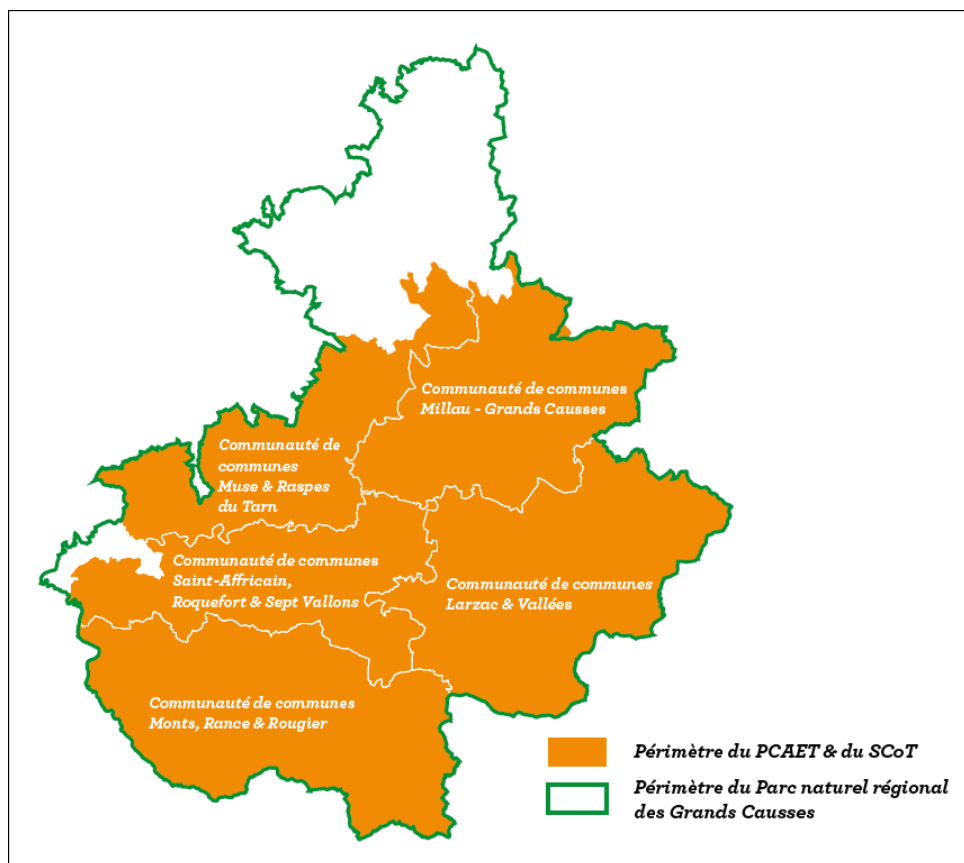 Communauté de communes
Millau - Grands Causses
Communauté de
communes
Muse & Raspes
du Tarn
Communauté de communes
Saint-Affricain,
Roquefort & Sept Vallons
Communauté de communes
Larzac & Vallées
Communauté de communes
Monts, Rance & Rougier
Périmètre du PCAET & du SCoT
Périmètre du Parc naturel régional
des Grands Causses